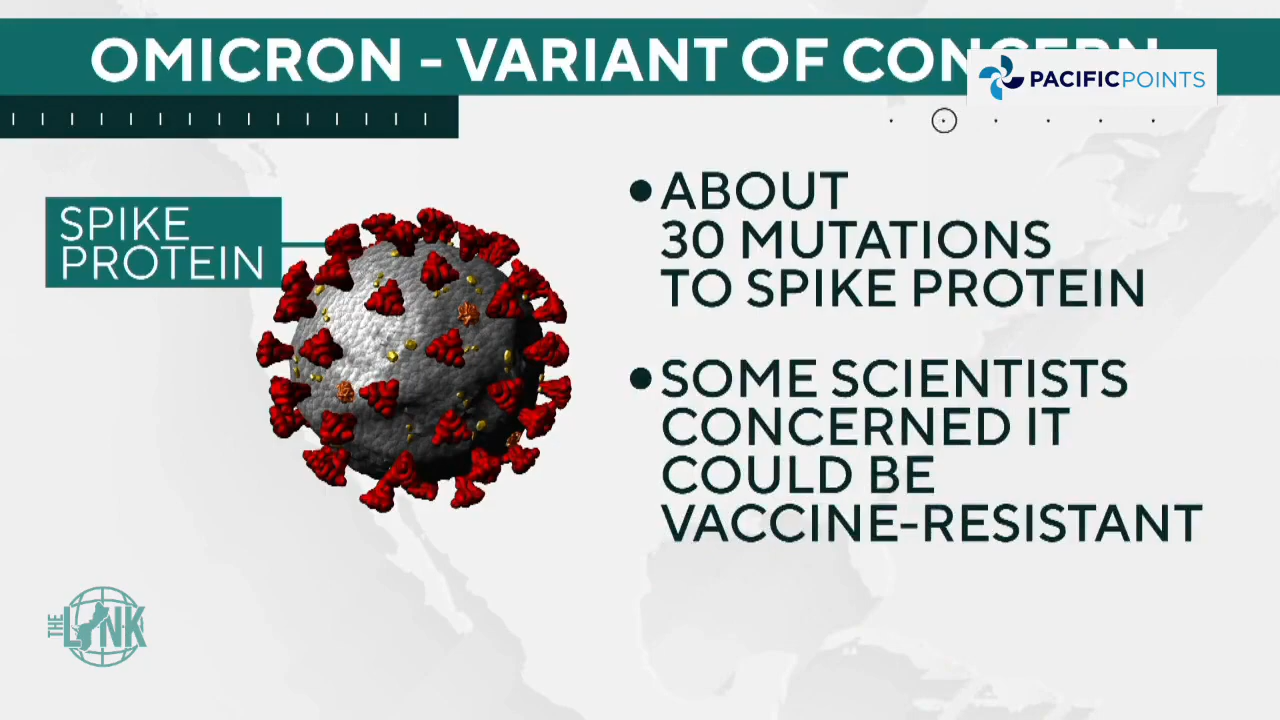 OMICRON - VARIANT OF CONCERN
PACIFICPOINTS
SPIKE
PROTEIN
•ABOUT
30 MUTATIONS
TO SPIKE PROTEIN
•SOME SCIENTISTS
CONCERNED IT
COULD BE
VACCINE-RESISTANT
THE LINK